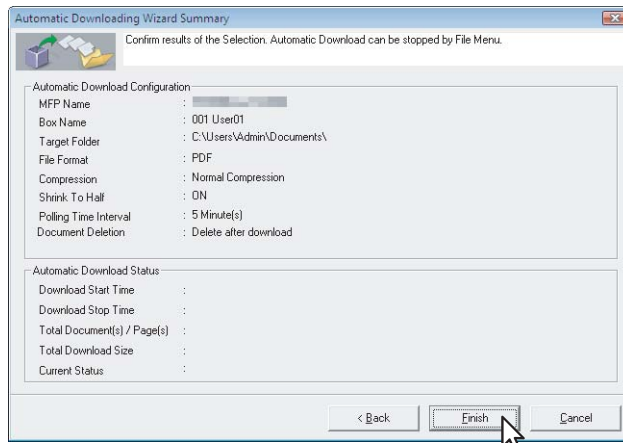 Automatic Downloading Wizard Summary
Confirm results of the Selection. Automatic Download can be stopped by File Menu.
Automatic Download Configuration
MFP Name :
Box Name : 001 User01
Target Folder : C:\Users\Admin\Documents\
File Format : PDF
Compression : Normal Compression
Shrink To Half : ON
Polling Time Interval : 5 Minute(s)
Document Deletion : Delete after download
Automatic Download Status
Download Start Time :
Download Stop Time :
Total Document(s) / Page(s) :
Total Download Size :
Current Status :
< Back Finish Cancel